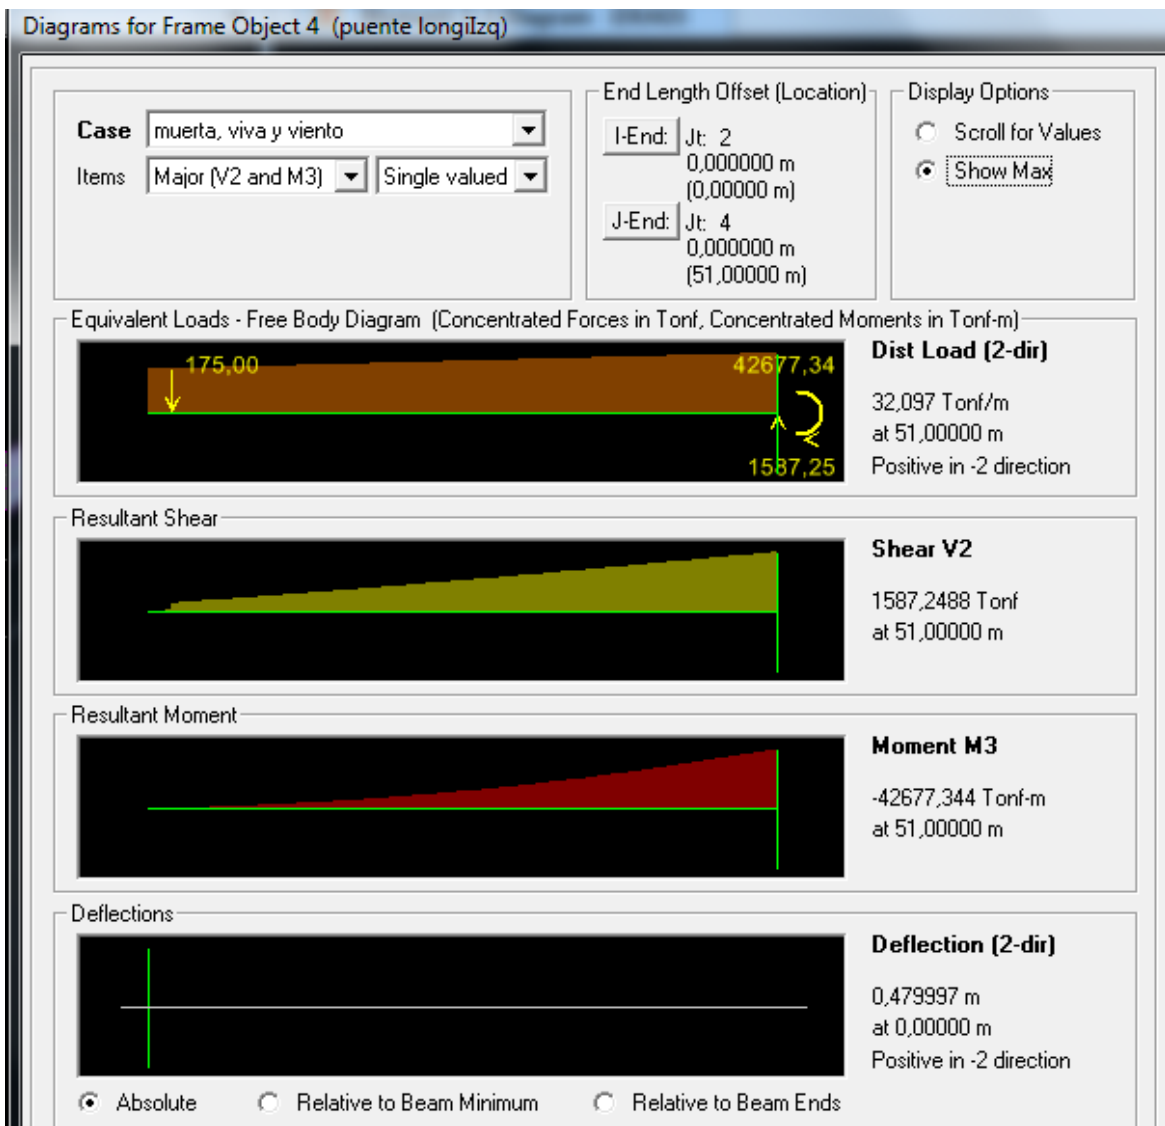 Diagrams for Frame Object 4 (puente longiIzq)
Case muerta, viva y viento
Items Major (V2 and M3) Single valued
End Length Offset (Location)
I-End: Jt: 2
0,000000 m
(0,00000 m)
J-End: Jt: 4
0,000000 m
(51,00000 m)
Display Options
Scroll for Values
Show Max
Equivalent Loads - Free Body Diagram (Concentrated Forces in Tonf, Concentrated Moments in Tonf-m)
175,00
42677,34
1587,25
Dist Load (2-dir)
32,097 Tonf/m
at 51,00000 m
Positive in -2 direction
Resultant Shear
Shear V2
1587,2488 Tonf
at 51,00000 m
Resultant Moment
Moment M3
-42677,344 Tonf-m
at 51,00000 m
Deflections
Deflection (2-dir)
0,479997 m
at 0,00000 m
Positive in -2 direction
Absolute Relative to Beam Minimum Relative to Beam Ends